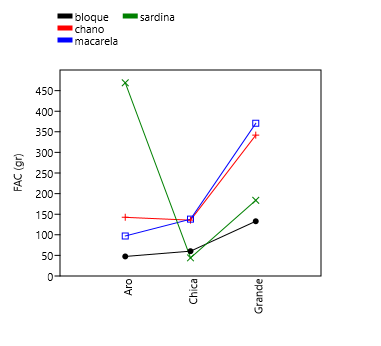 bloque
sardina
chano
macarela
FAC (gr)
450
400
350
300
250
200
150
100
50
0
Aro
Chica
Grande